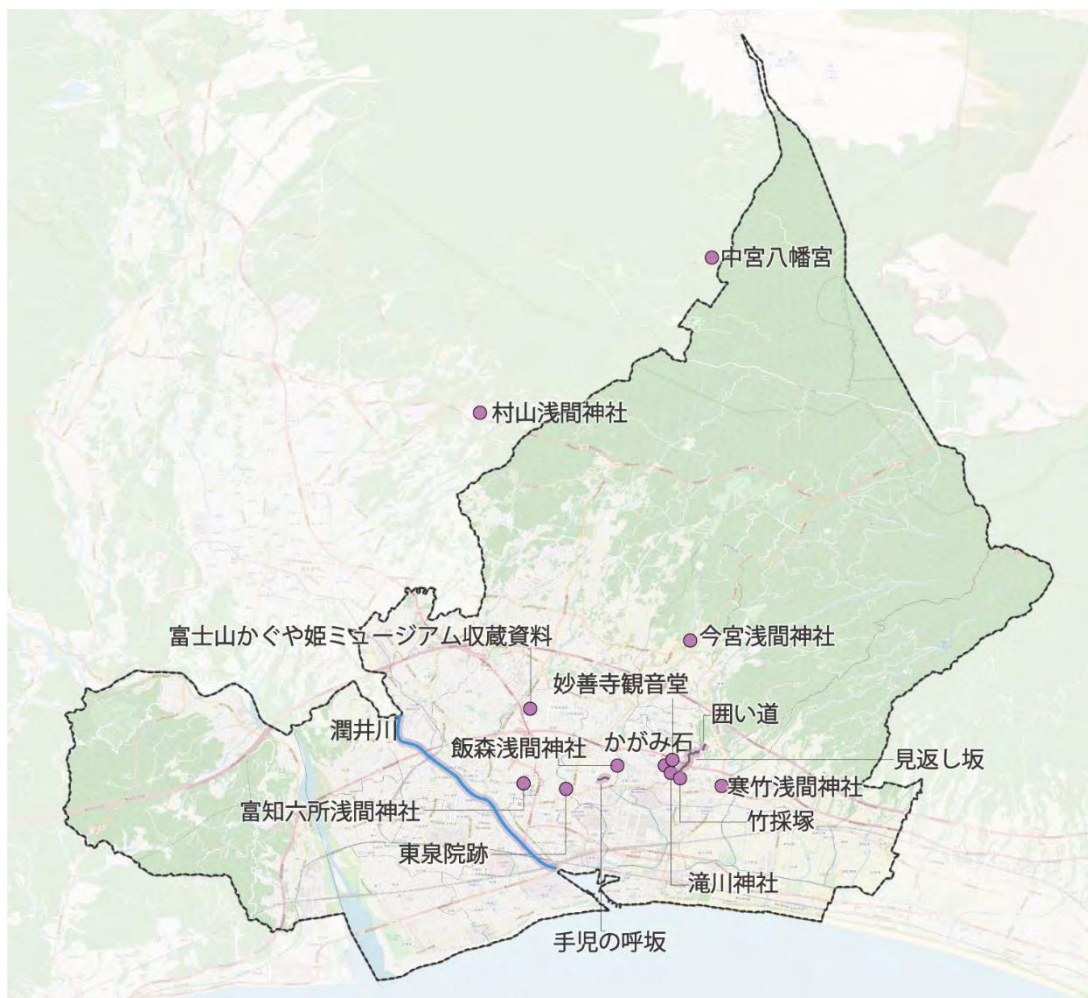 中宮八幡宮
村山浅間神社
今宮浅間神社
富士山かぐや姫ミュージアム収蔵資料
妙善寺観音堂
囲い道
潤井川
飯森浅間神社
かがみ石
見返し坂
寒竹浅間神社
富知六所浅間神社
竹採塚
東泉院跡
滝川神社
手児の呼坂